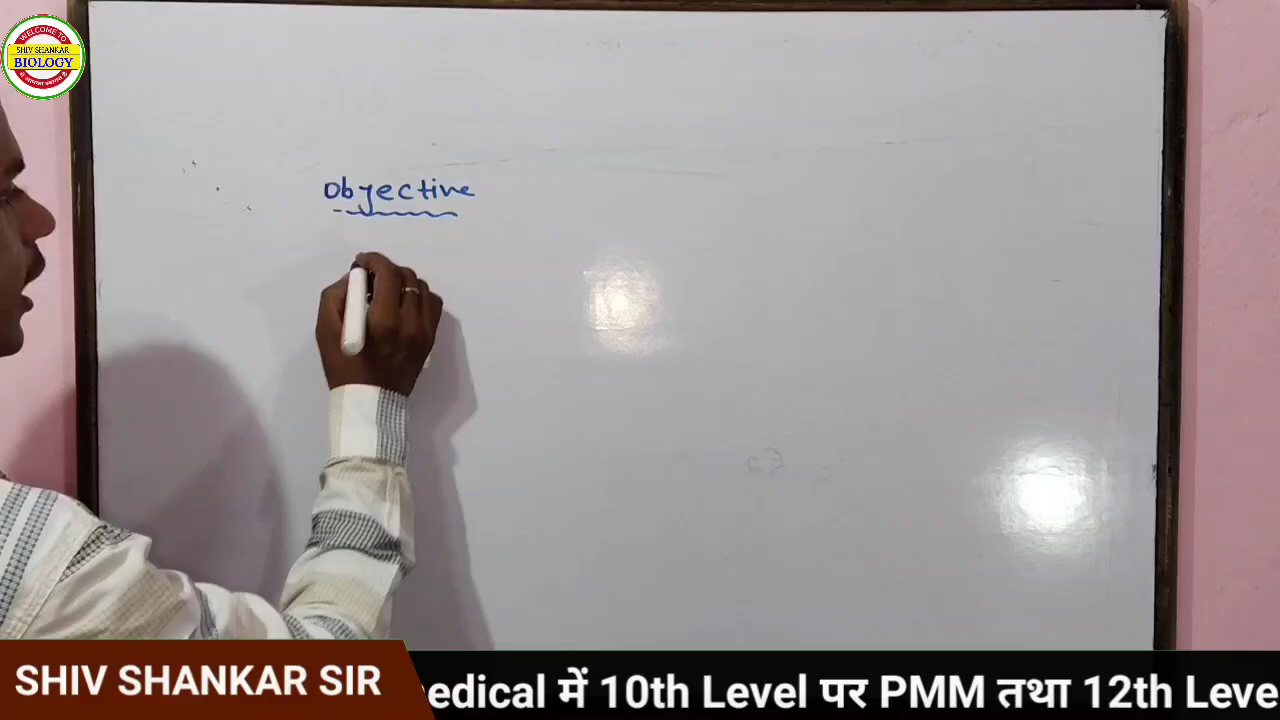 WELCOME TO
SHIV SHANKAR
BIOLOGY
Objective
SHIV SHANKAR SIR
edical में 10th Level पर PMM तथा 12th Leve